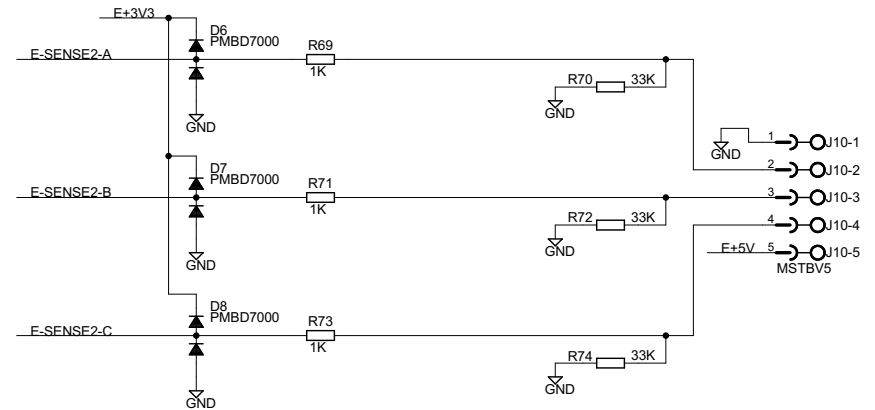 E+3V3
D6
PMBD7000
E-SENSE2-A
R69
1K
R70 33K
GND
GND
1 J10-1
GND
2 J10-2
D7
PMBD7000
E-SENSE2-B
R71
1K
3 J10-3
R72 33K
4 J10-4
GND
GND
E+5V 5 J10-5
MSTBV5
D8
PMBD7000
E-SENSE2-C
R73
1K
R74 33K
GND
GND